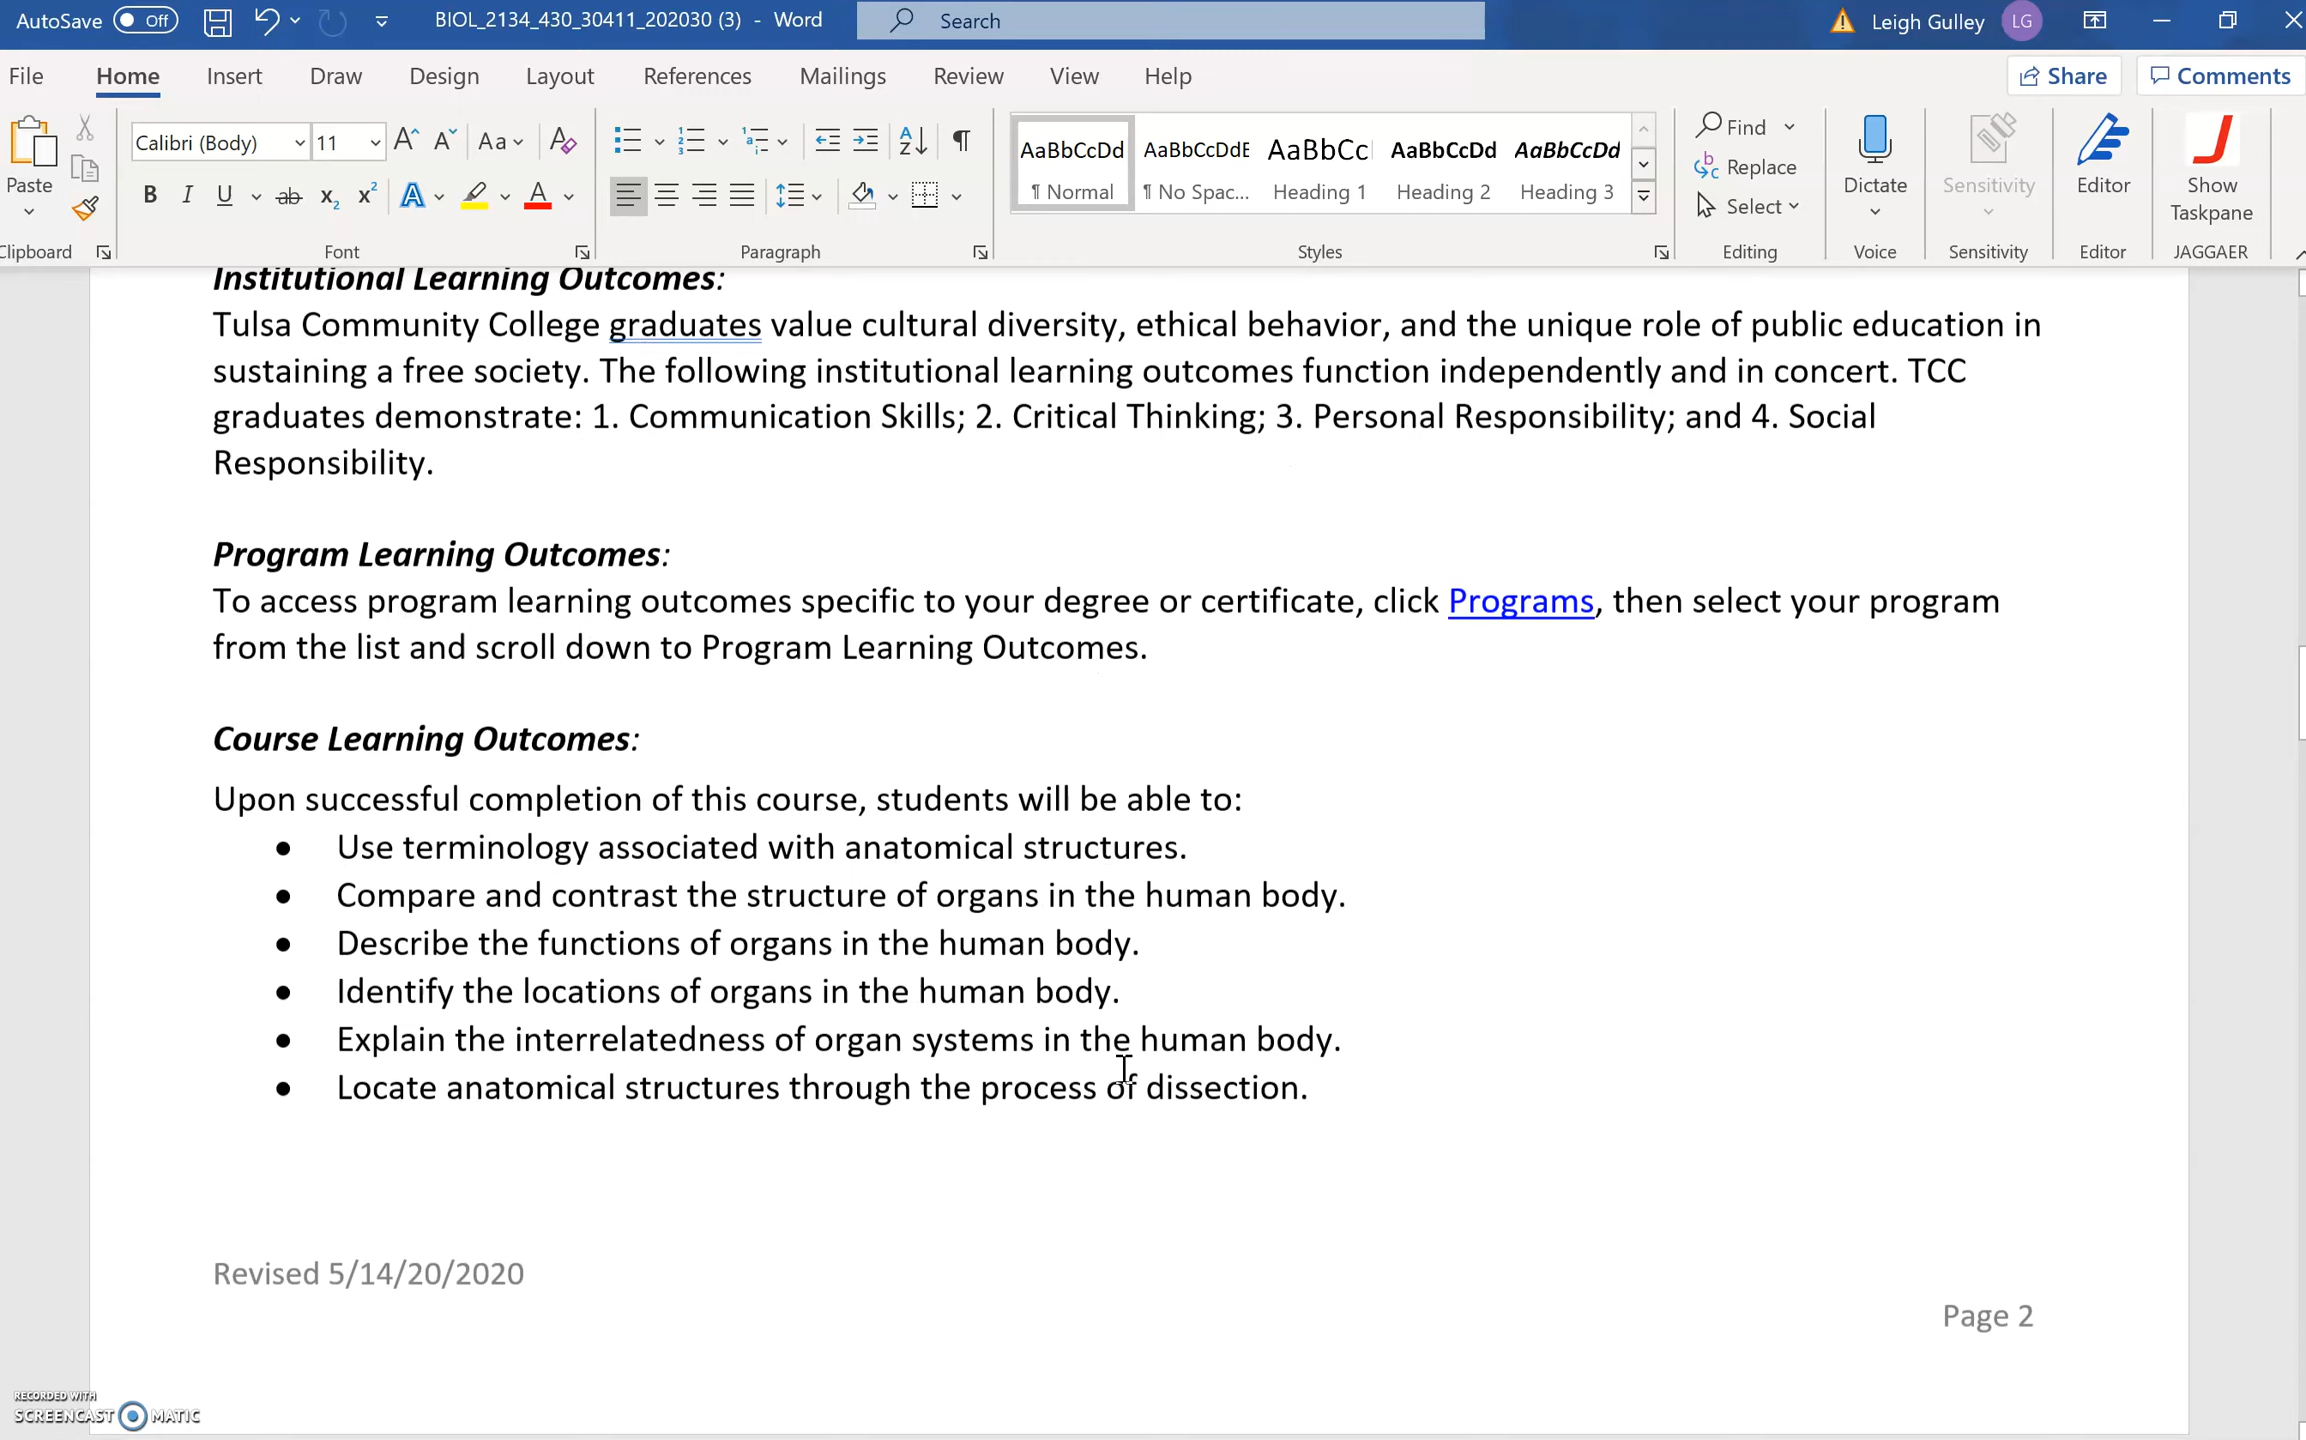 AutoSave Off BIOL_2134_430_30411_202030 (3) - Word Search Leigh Gulley LG
File Home Insert Draw Design Layout References Mailings Review View Help Share Comments
Calibri (Body) 11 Aa
AaBbCcDd AaBbCcDdE AaBbCc AaBbCcDd AaBbCcDd
¶ Normal ¶ No Spac... Heading 1 Heading 2 Heading 3
Find
Replace
Select
Paste
Dictate
Sensitivity
Editor
Show
Taskpane
Clipboard Font Paragraph Styles Editing Voice Sensitivity Editor JAGGAER
Institutional Learning Outcomes:
Tulsa Community College graduates value cultural diversity, ethical behavior, and the unique role of public education in
sustaining a free society. The following institutional learning outcomes function independently and in concert. TCC
graduates demonstrate: 1. Communication Skills; 2. Critical Thinking; 3. Personal Responsibility; and 4. Social
Responsibility.
Program Learning Outcomes:
To access program learning outcomes specific to your degree or certificate, click Programs, then select your program
from the list and scroll down to Program Learning Outcomes.
Course Learning Outcomes:
Upon successful completion of this course, students will be able to:
• Use terminology associated with anatomical structures.
• Compare and contrast the structure of organs in the human body.
• Describe the functions of organs in the human body.
• Identify the locations of organs in the human body.
• Explain the interrelatedness of organ systems in the human body.
• Locate anatomical structures through the process of dissection.
Revised 5/14/20/2020
Page 2
RECORDED WITH
SCREENCAST MATIC